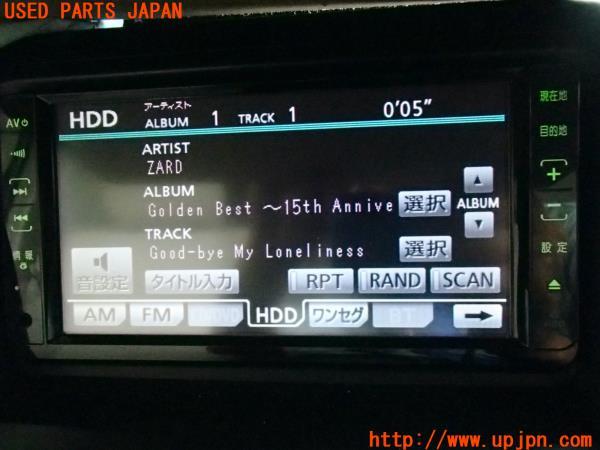 USED PARTS JAPAN
AV
HDD
アーティスト
ALBUM 1 TRACK 1 0'05"
ARTIST
ZARD
ALBUM
Golden Best ～15th Annive 選択 ALBUM
TRACK
Good-bye My Loneliness 選択
音設定 タイトル入力 RPT RAND SCAN
AM FM HDD ワンセグ BT
情報
現在地
目的地
設定
http://www.upjpn.com